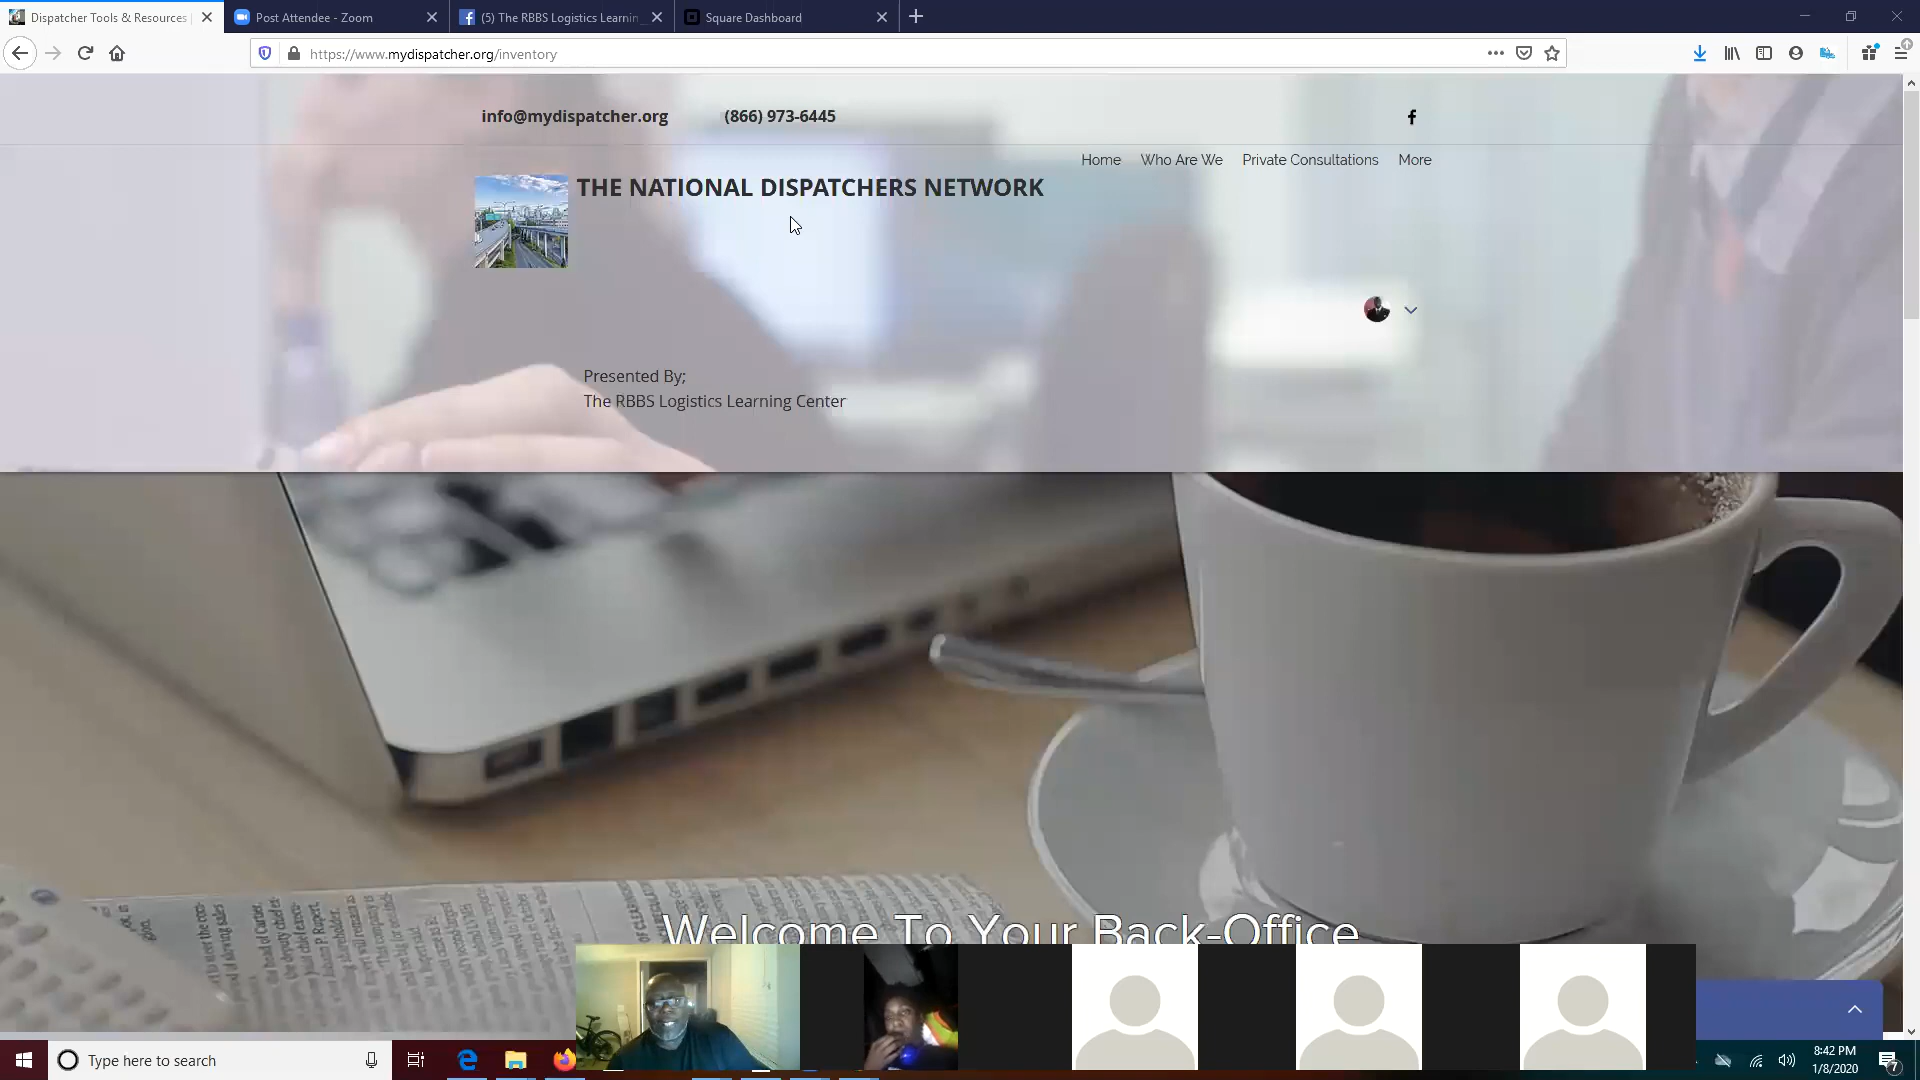 Dispatcher Tools & Resources
Post Attendee - Zoom
(5) The RBBS Logistics Learnin
Square Dashboard
https://www.mydispatcher.org/inventory
info@mydispatcher.org
(866) 973-6445
Home
Who Are We
Private Consultations
More
THE NATIONAL DISPATCHERS NETWORK
Presented By;
The RBBS Logistics Learning Center
Welcome To Your Back-Office
Type here to search
8:42 PM
1/8/2020
7